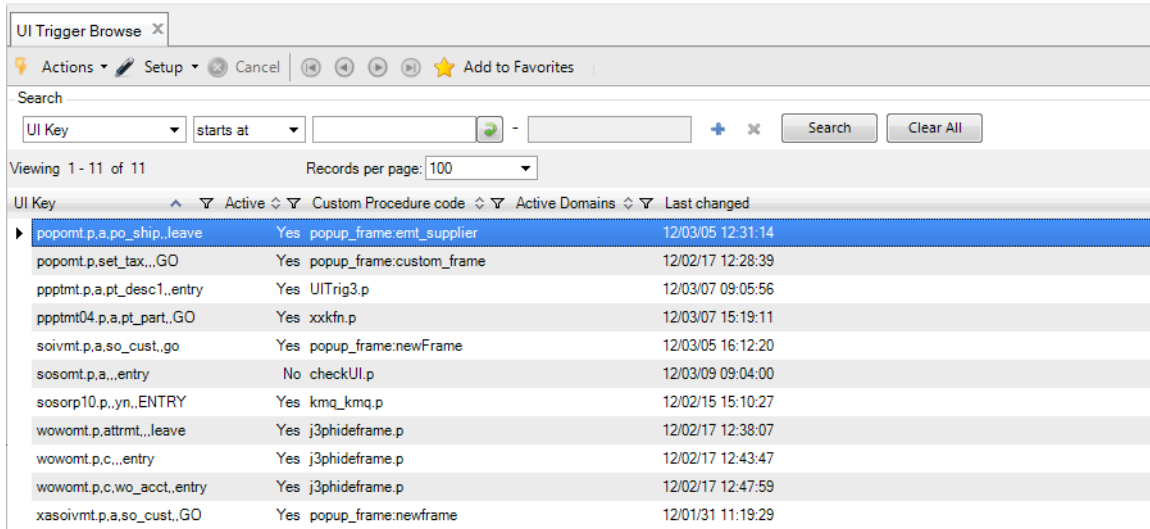 UI Trigger Browse
Actions Setup Cancel Add to Favorites
Search
UI Key starts at - Search Clear All
Viewing 1 - 11 of 11 Records per page: 100
UI Key Active Custom Procedure code Active Domains Last changed
popomt.p,a,po_ship,,leave Yes popup_frame:emt_supplier 12/03/05 12:31:14
popomt.p,set_tax,,,GO Yes popup_frame:custom_frame 12/02/17 12:28:39
ppptmt.p,a,pt_desc1,,entry Yes UITrig3.p 12/03/07 09:05:56
ppptmt04.p,a,pt_part,,GO Yes xxkfn.p 12/03/07 15:19:11
soivmt.p,a,so_cust,,go Yes popup_frame:newFrame 12/03/05 16:12:20
sosomt.p,a,,,entry No checkUI.p 12/03/09 09:04:00
sosorp10.p,,yn,,ENTRY Yes kmq_kmq.p 12/02/15 15:10:27
wowomt.p,attrmt,,,leave Yes j3phideframe.p 12/02/17 12:38:07
wowomt.p,c,,,entry Yes j3phideframe.p 12/02/17 12:43:47
wowomt.p,c,wo_acct,,entry Yes j3phideframe.p 12/02/17 12:47:59
xasoivmt.p,a,so_cust,,GO Yes popup_frame:newframe 12/01/31 11:19:29